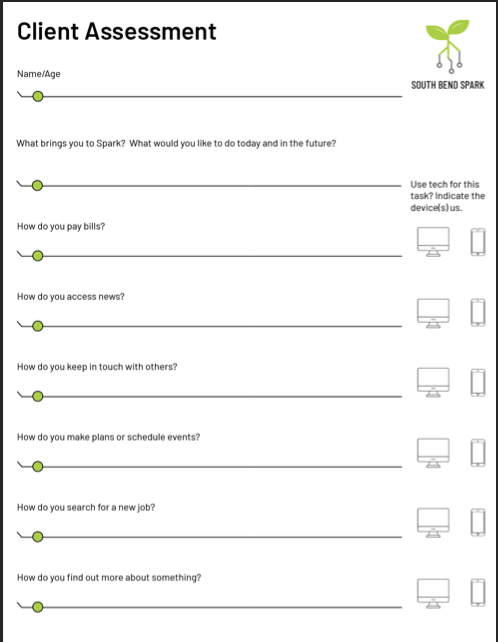 Client Assessment
Name/Age
SOUTH BEND SPARK
What brings you to Spark? What would you like to do today and in the future?
Use tech for this
task? Indicate the
device(s) us.
How do you pay bills?
How do you access news?
How do you keep in touch with others?
How do you make plans or schedule events?
How do you search for a new job?
How do you find out more about something?